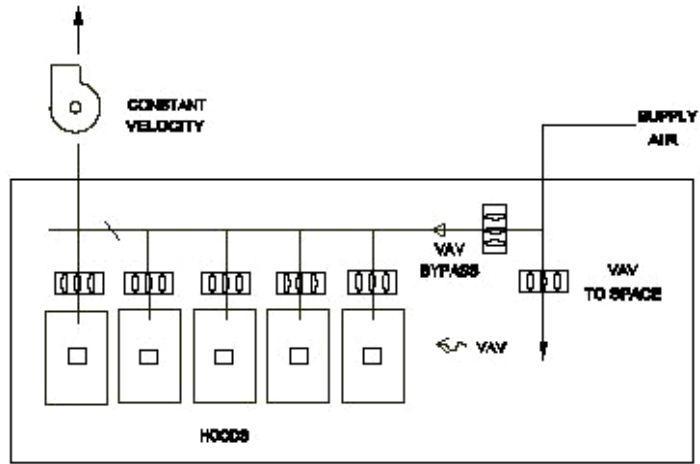 CONSTANT
VELOCITY
SUPPLY
AIR
VAV
BYPASS
VAV
TO SPACE
VAV
HOODS